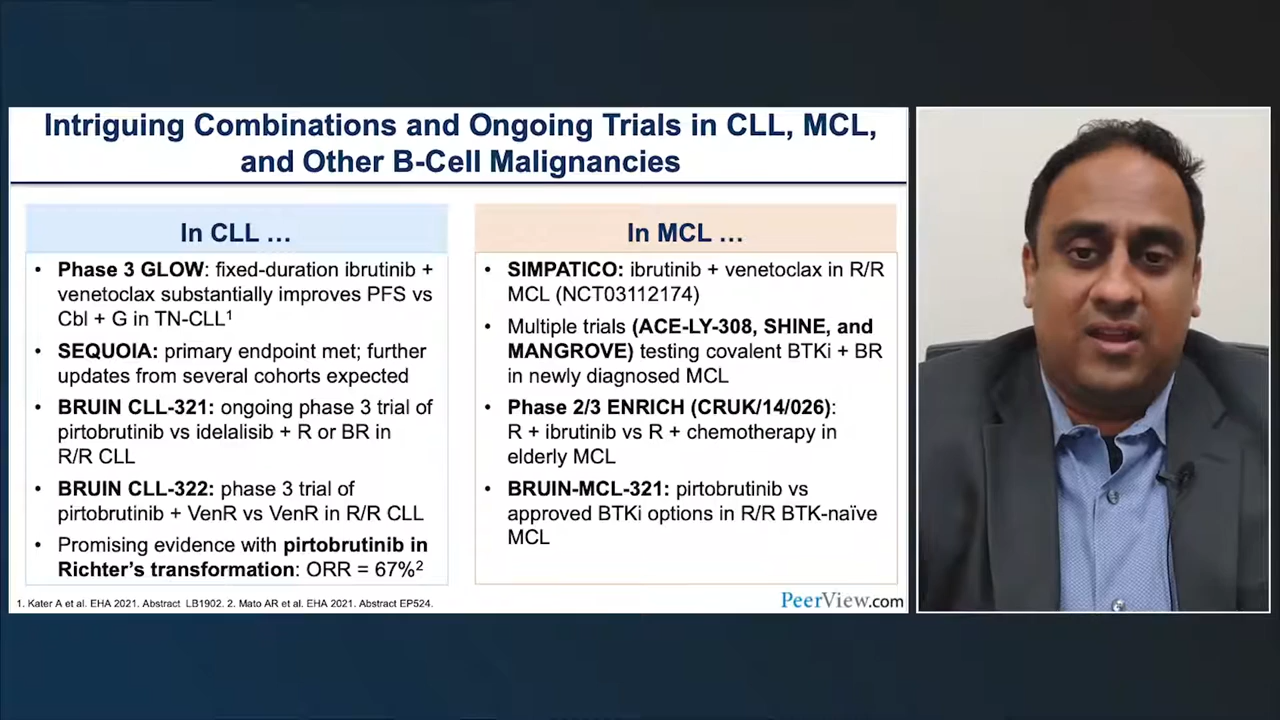 Intriguing Combinations and Ongoing Trials in CLL, MCL,
and Other B-Cell Malignancies
In CLL …
• Phase 3 GLOW: fixed-duration ibrutinib +
venetoclax substantially improves PFS vs
Cbl + G in TN-CLL¹
• SEQUOIA: primary endpoint met; further
updates from several cohorts expected
• BRUIN CLL-321: ongoing phase 3 trial of
pirtobrutinib vs idelalisib + R or BR in
R/R CLL
• BRUIN CLL-322: phase 3 trial of
pirtobrutinib + VenR vs VenR in R/R CLL
• Promising evidence with pirtobrutinib in
Richter’s transformation: ORR = 67%²
In MCL …
• SIMPATICO: ibrutinib + venetoclax in R/R
MCL (NCT03112174)
• Multiple trials (ACE-LY-308, SHINE, and
MANGROVE) testing covalent BTKi + BR
in newly diagnosed MCL
• Phase 2/3 ENRICH (CRUK/14/026):
R + ibrutinib vs R + chemotherapy in
elderly MCL
• BRUIN-MCL-321: pirtobrutinib vs
approved BTKi options in R/R BTK-naïve
MCL
1. Kater A et al. EHA 2021. Abstract LB1902. 2. Mato AR et al. EHA 2021. Abstract EP524.
PeerView.com